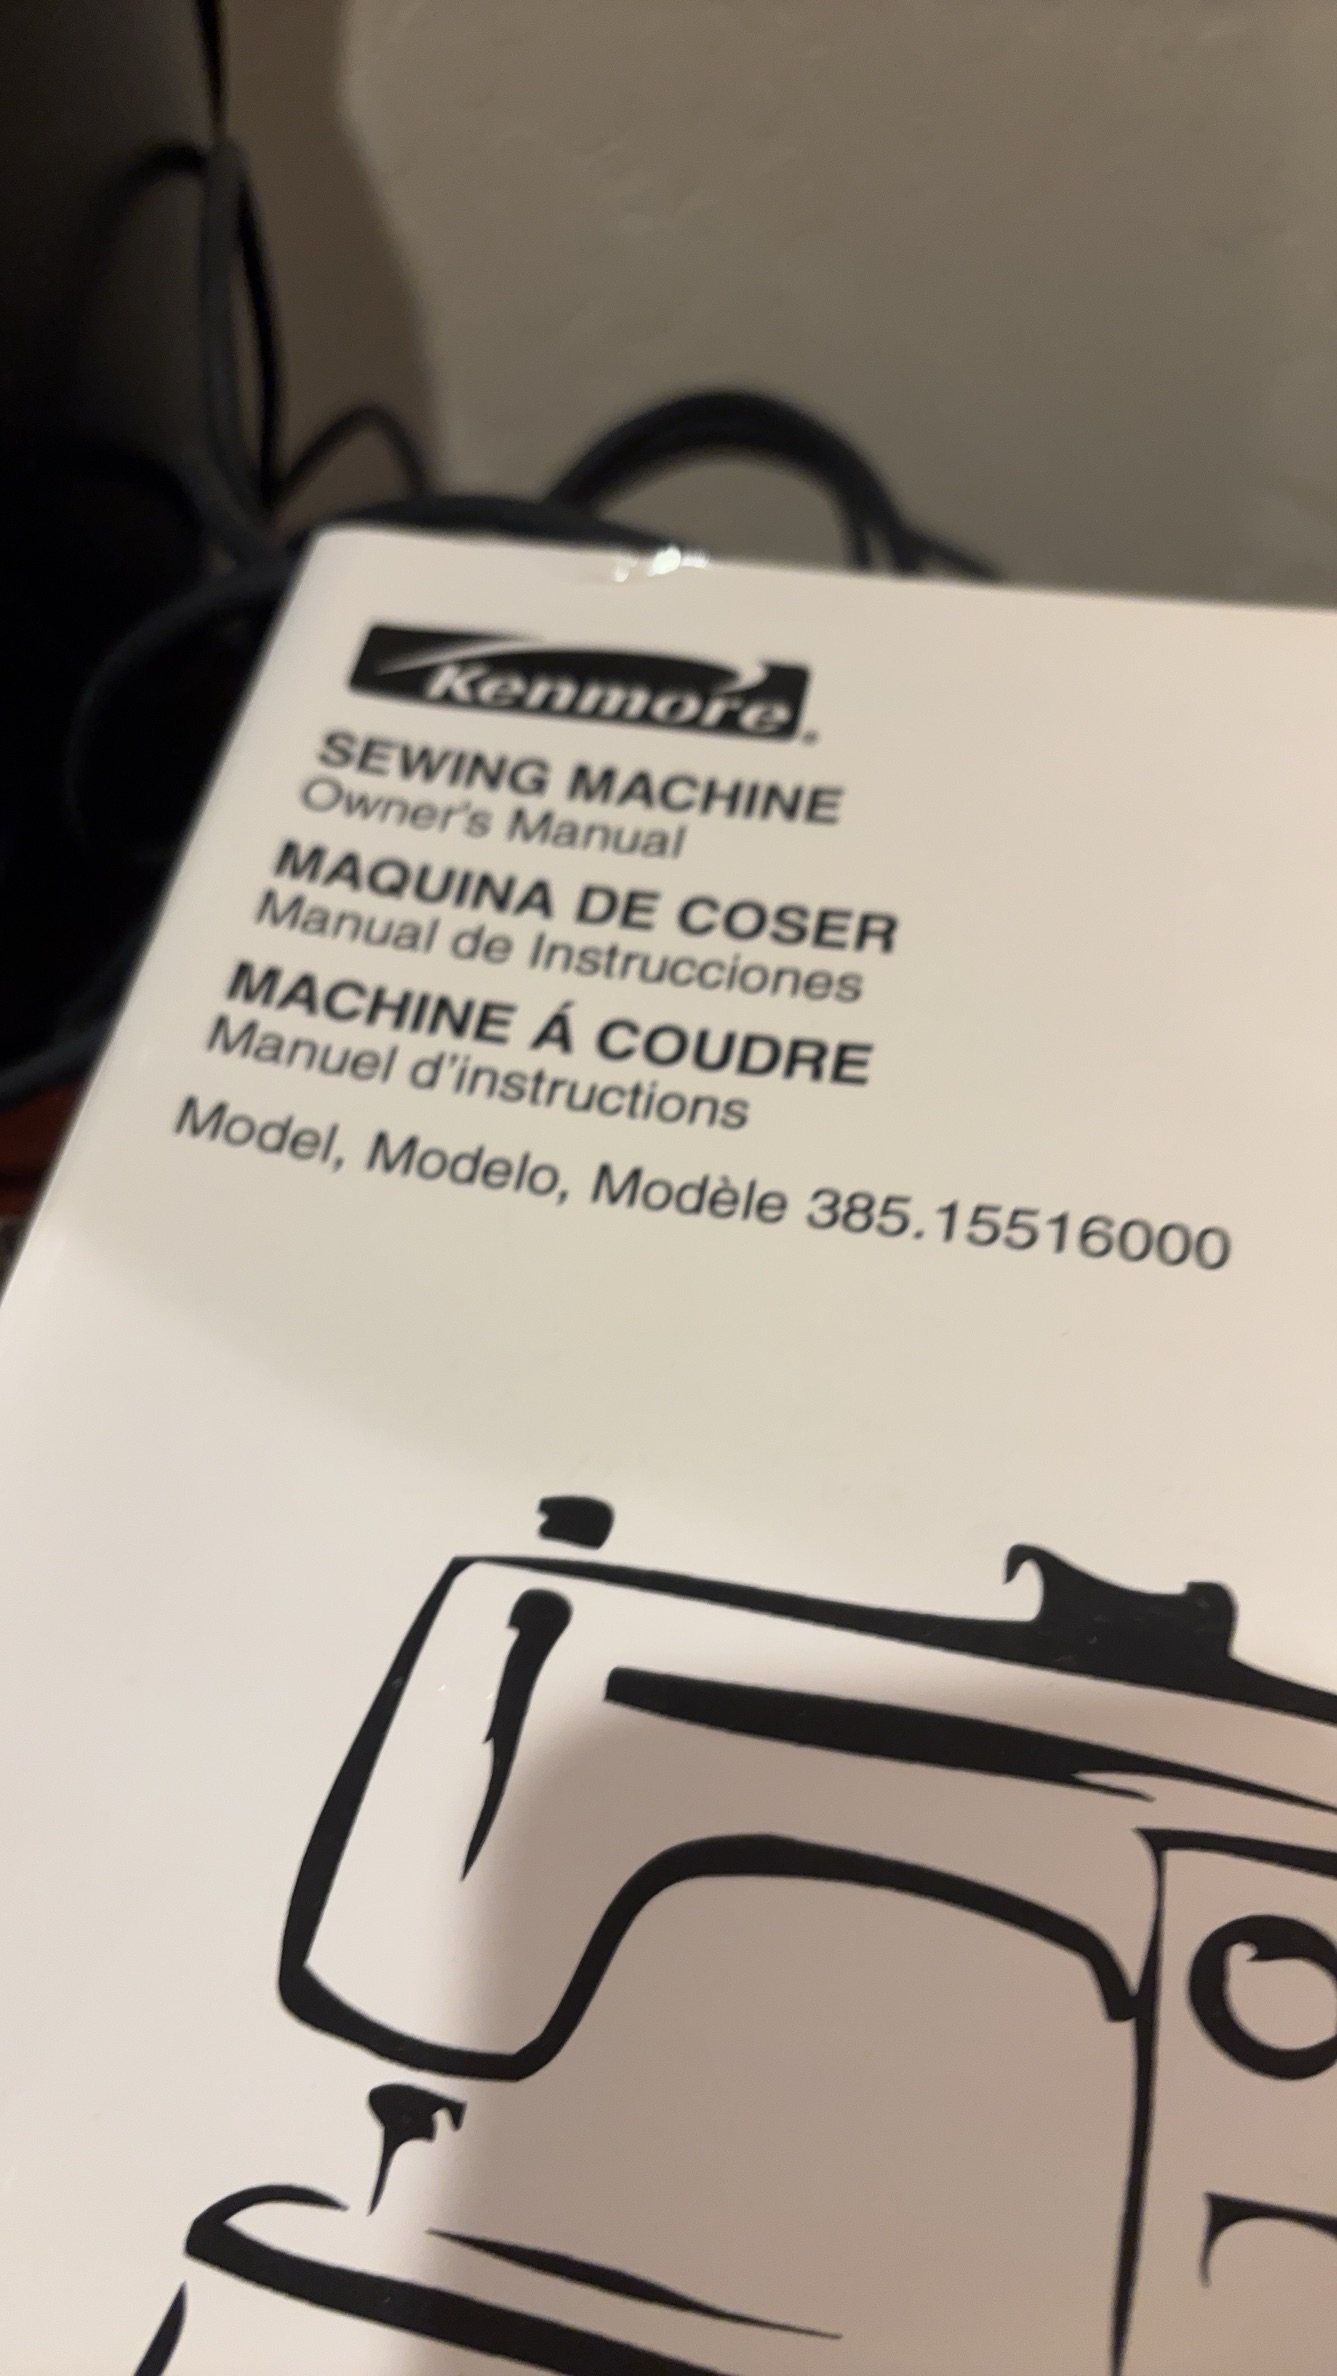 Kenmore®
SEWING MACHINE
Owner's Manual
MAQUINA DE COSER
Manual de Instrucciones
MACHINE Á COUDRE
Manuel d'instructions
Model, Modelo, Modèle 385.15516000